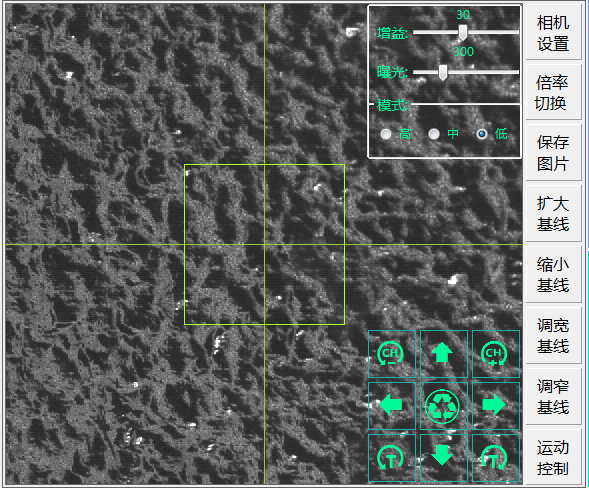 30
增益:
300
曝光:
模式:
高 中 低
相机
设置
倍率
切换
保存
图片
扩大
基线
缩小
基线
调宽
基线
调窄
基线
运动
控制
CH
CH
T
T